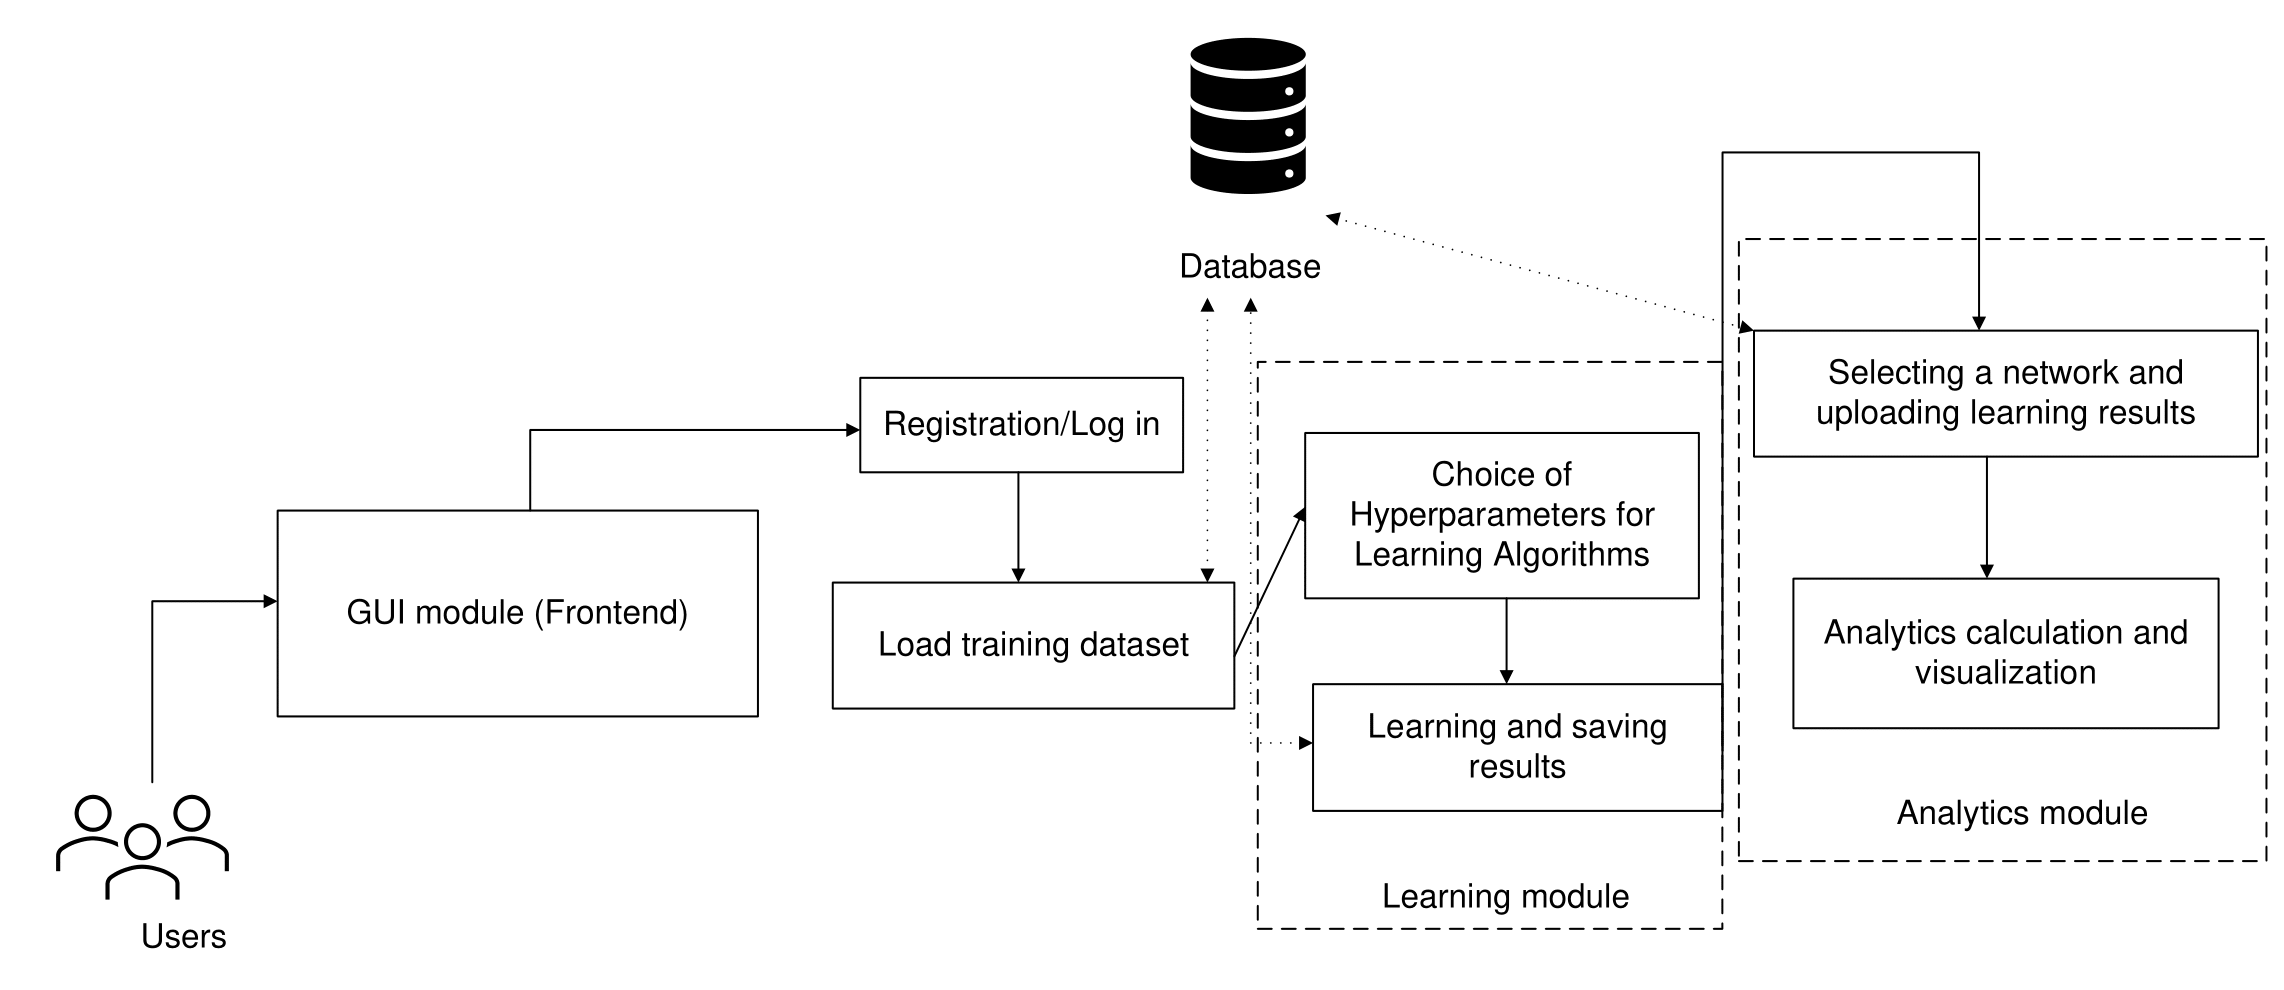 Database
Registration/Log in
GUI module (Frontend)
Load training dataset
Users
Choice of
Hyperparameters for
Learning Algorithms
Learning and saving
results
Learning module
Selecting a network and
uploading learning results
Analytics calculation and
visualization
Analytics module